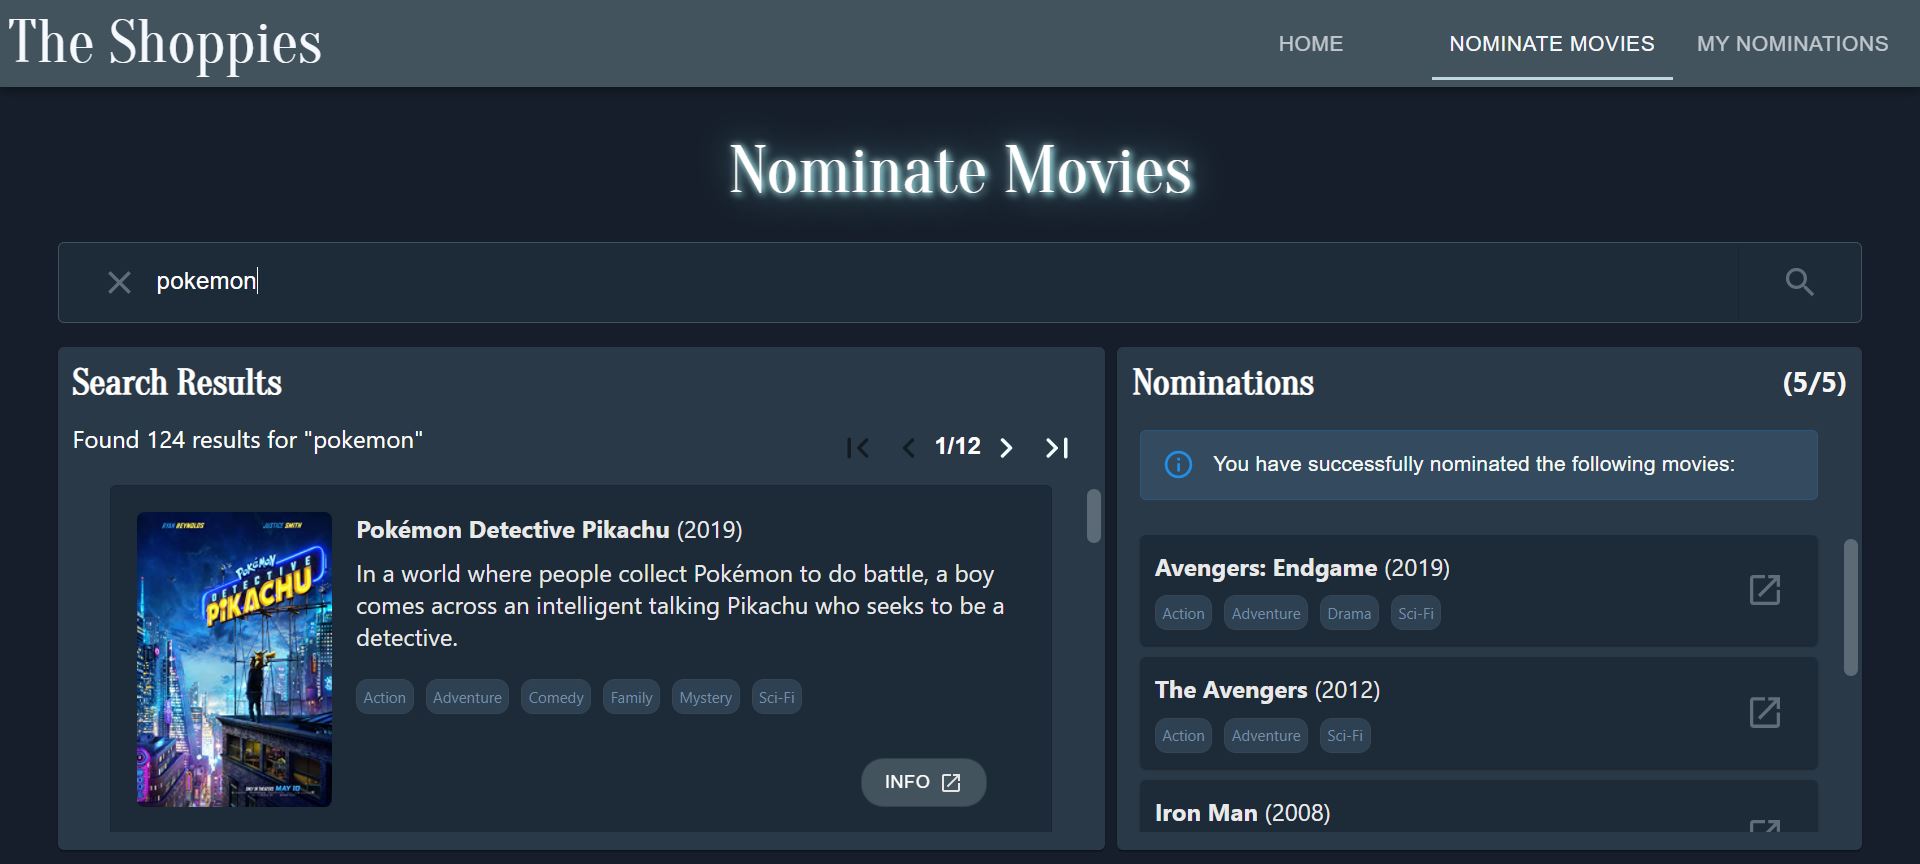 The Shoppies
HOME
NOMINATE MOVIES
MY NOMINATIONS
Nominate Movies
pokemon
Search Results
Found 124 results for "pokemon"
1/12
RYAN REYNOLDS
JUSTICE SMITH
POKÉMON
DETECTIVE
PIKACHU
ONLY IN THEATERS MAY 10
Pokémon Detective Pikachu (2019)
In a world where people collect Pokémon to do battle, a boy
comes across an intelligent talking Pikachu who seeks to be a
detective.
Action
Adventure
Comedy
Family
Mystery
Sci-Fi
INFO
Nominations
(5/5)
You have successfully nominated the following movies:
Avengers: Endgame (2019)
Action
Adventure
Drama
Sci-Fi
The Avengers (2012)
Action
Adventure
Sci-Fi
Iron Man (2008)